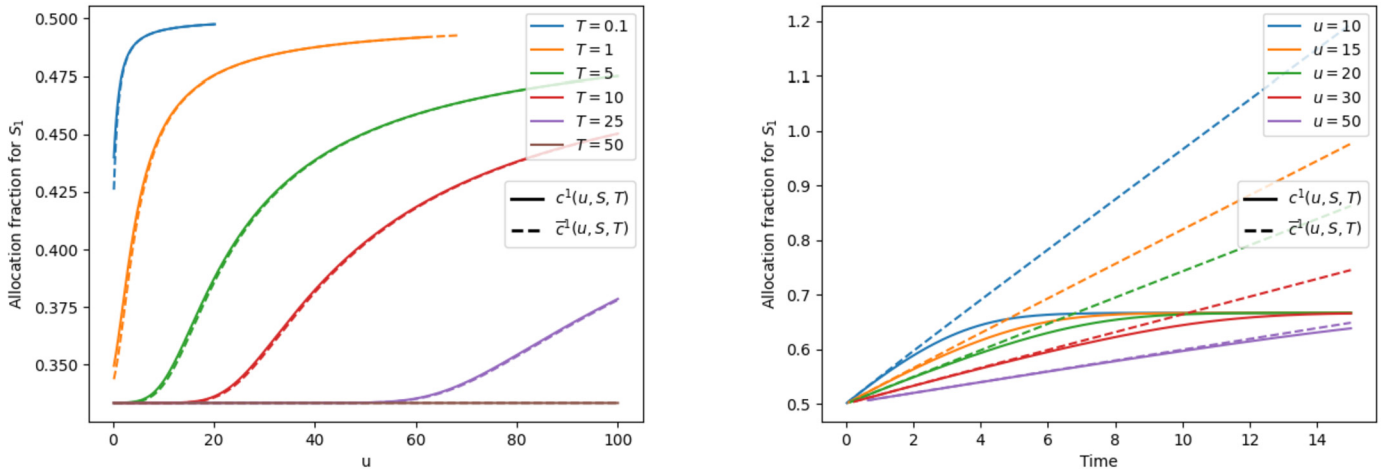 0.500
0.475
0.450
0.425
0.400
0.375
0.350
Allocation fraction for S₁
0
20
40
60
80
100
u
T = 0.1
T = 1
T = 5
T = 10
T = 25
T = 50
c¹(u, S, T)
c̅¹(u, S, T)
1.2
1.1
1.0
0.9
0.8
0.7
0.6
0.5
Allocation fraction for S₁
0
2
4
6
8
10
12
14
Time
u = 10
u = 15
u = 20
u = 30
u = 50
c¹(u, S, T)
c̅¹(u, S, T)